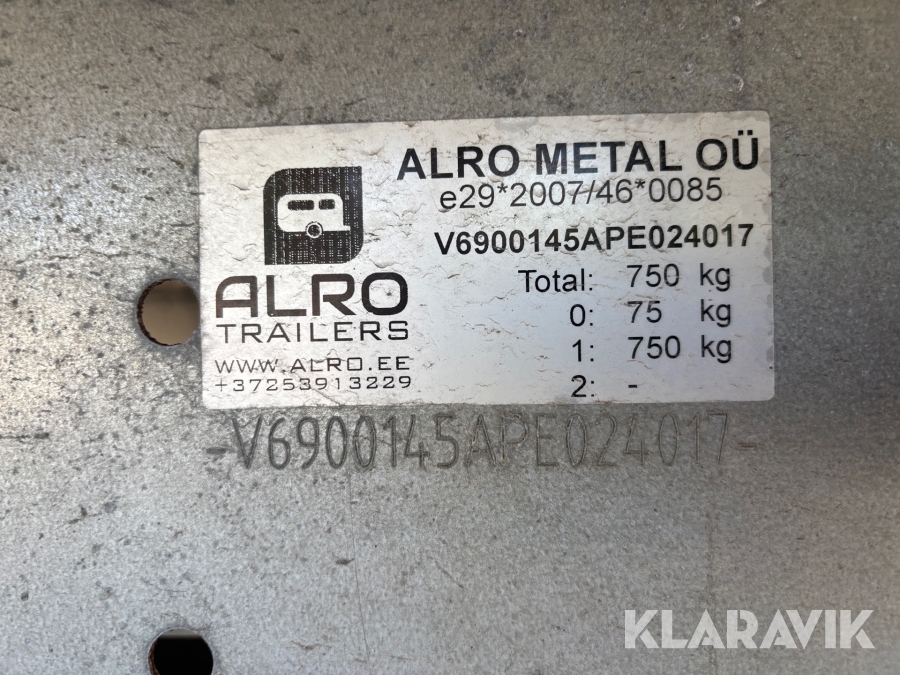 ALRO METAL OÜ
e29*2007/46*0085
V6900145APE024017
Total: 750 kg
0: 75 kg
1: 750 kg
2: -
ALRO
TRAILERS
WWW.ALRO.EE
+37253913229
-V6900145APE024017-
KLARAVIK